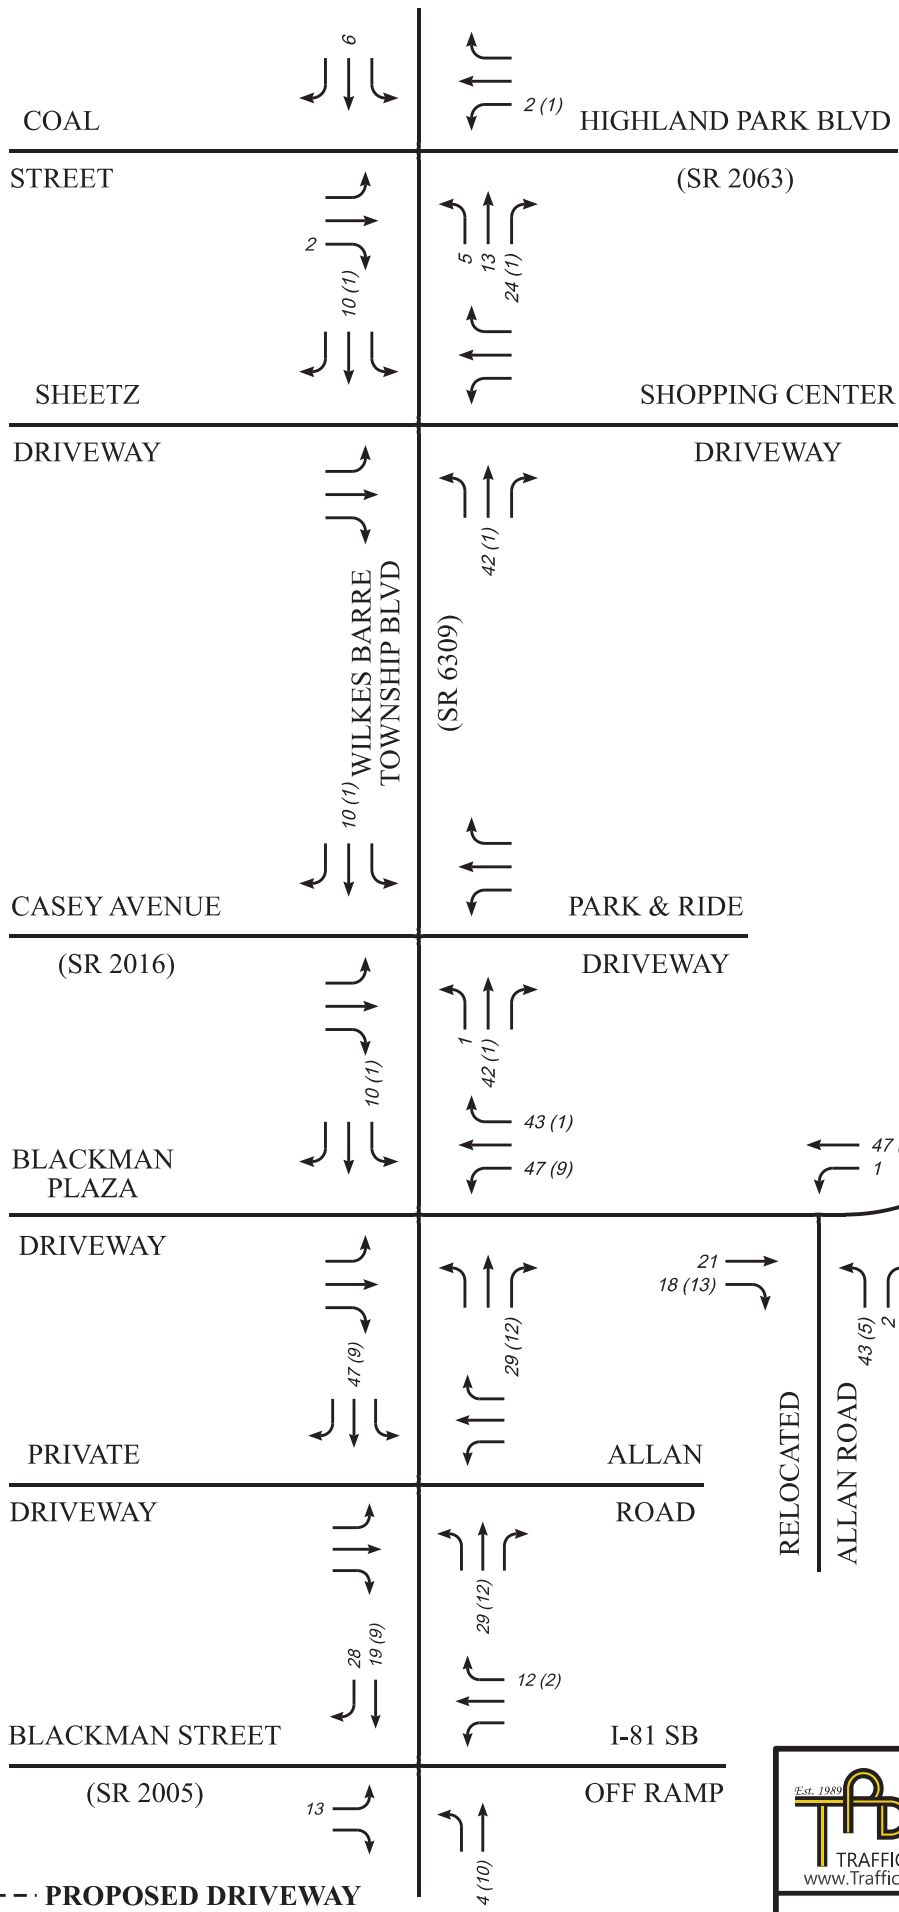 6
2 (1)
COAL
HIGHLAND PARK BLVD
STREET
(SR 2063)
2
5
13
24 (1)
10 (1)
SHEETZ
SHOPPING CENTER
DRIVEWAY
DRIVEWAY
42 (1)
WILKES BARRE
TOWNSHIP BLVD
(SR 6309)
10 (1)
CASEY AVENUE
PARK & RIDE
(SR 2016)
DRIVEWAY
1
42 (1)
10 (1)
43 (1)
47 (9)
47 (
1
BLACKMAN
PLAZA
DRIVEWAY
21
18 (13)
29 (12)
43 (5)
2
47 (9)
RELOCATED
ALLAN ROAD
PRIVATE
ALLAN
DRIVEWAY
ROAD
29 (12)
28
19 (9)
12 (2)
BLACKMAN STREET
I-81 SB
(SR 2005)
OFF RAMP
13
4 (10)
Est. 1989
TPD
TRAFFIC
www.Traffic
PROPOSED DRIVEWAY